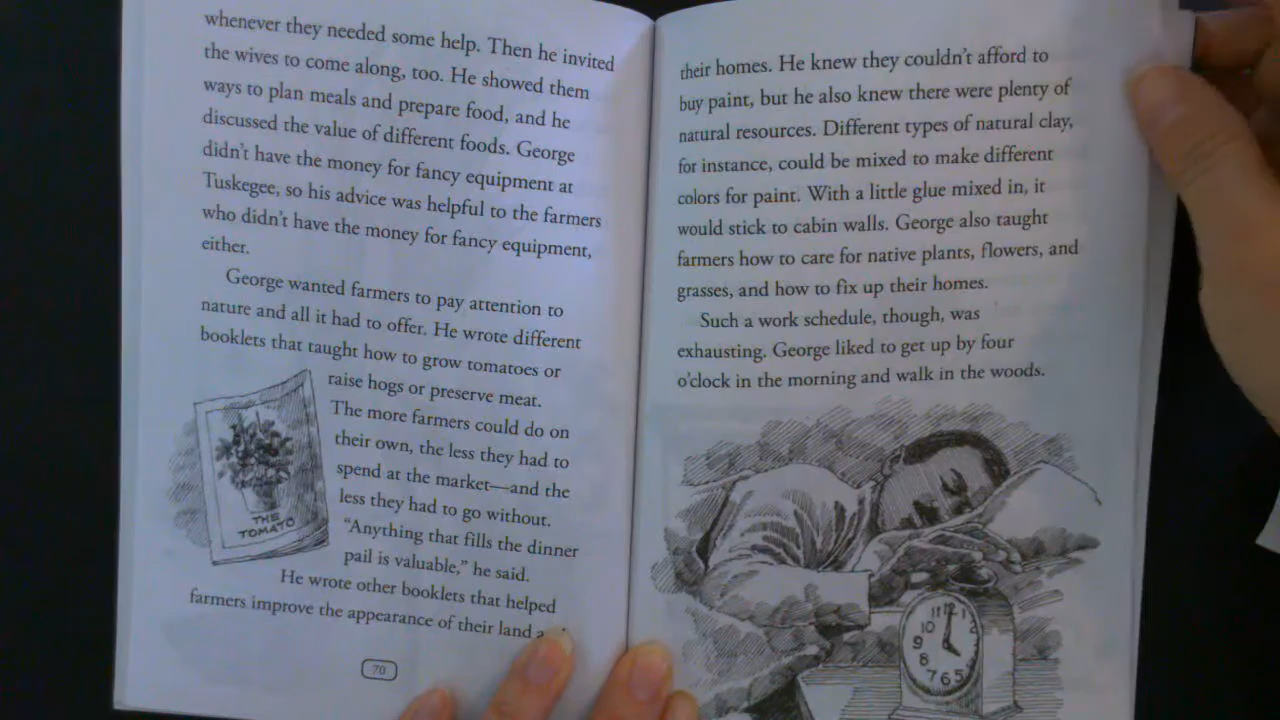 whenever they needed some help. Then he invited
the wives to come along, too. He showed them
ways to plan meals and prepare food, and he
discussed the value of different foods. George
didn't have the money for fancy equipment at
Tuskegee, so his advice was helpful to the farmers
who didn't have the money for fancy equipment,
either.
George wanted farmers to pay attention to
nature and all it had to offer. He wrote different
booklets that taught how to grow tomatoes or
raise hogs or preserve meat.
The more farmers could do on
their own, the less they had to
spend at the market—and the
less they had to go without.
"Anything that fills the dinner
pail is valuable," he said.
He wrote other booklets that helped
farmers improve the appearance of their land
THE
TOMATO
70
their homes. He knew they couldn't afford to
buy paint, but he also knew there were plenty of
natural resources. Different types of natural clay,
for instance, could be mixed to make different
colors for paint. With a little glue mixed in, it
would stick to cabin walls. George also taught
farmers how to care for native plants, flowers, and
grasses, and how to fix up their homes.
Such a work schedule, though, was
exhausting. George liked to get up by four
o'clock in the morning and walk in the woods.
11 12 1
10 2
9
8
7 6 5